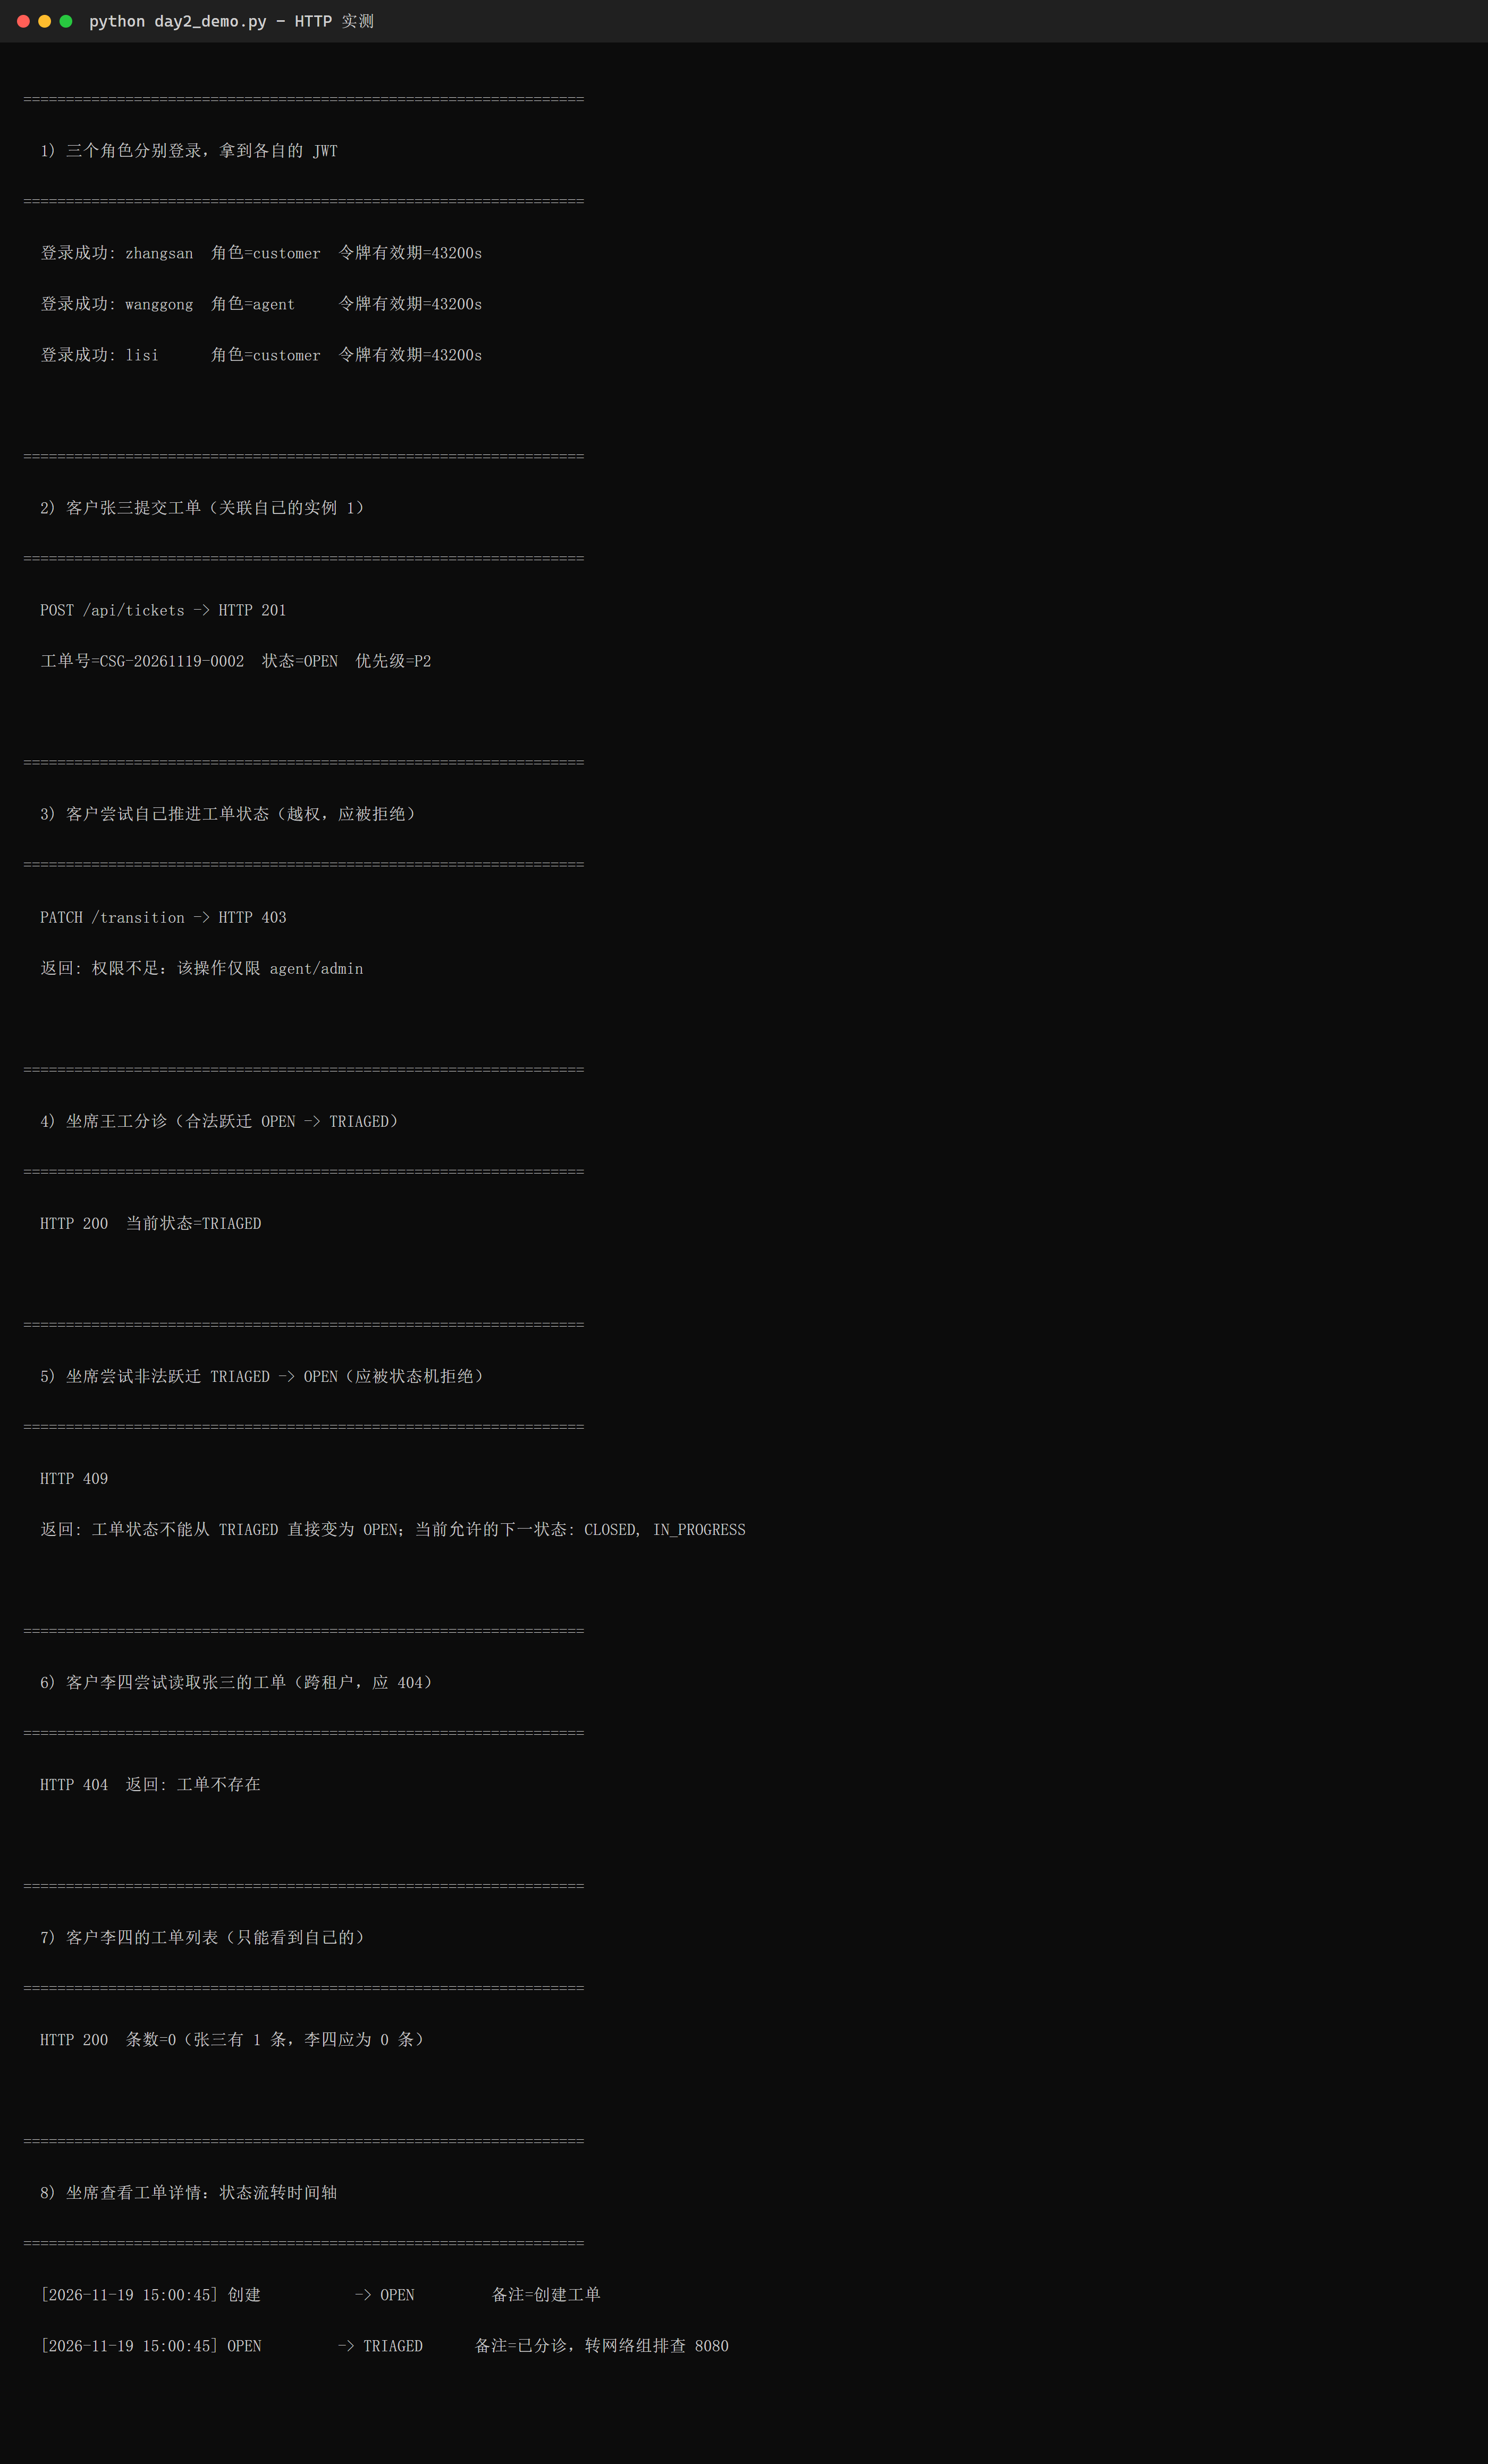 python day2_demo.py - HTTP 实测
==================================================================
1) 三个角色分别登录，拿到各自的 JWT
==================================================================
登录成功: zhangsan  角色=customer  令牌有效期=43200s
登录成功: wanggong  角色=agent     令牌有效期=43200s
登录成功: lisi      角色=customer  令牌有效期=43200s
==================================================================
2) 客户张三提交工单（关联自己的实例 1）
==================================================================
POST /api/tickets -> HTTP 201
工单号=CSG-20261119-0002  状态=OPEN  优先级=P2
==================================================================
3) 客户尝试自己推进工单状态（越权，应被拒绝）
==================================================================
PATCH /transition -> HTTP 403
返回: 权限不足：该操作仅限 agent/admin
==================================================================
4) 坐席王工分诊（合法跃迁 OPEN -> TRIAGED）
==================================================================
HTTP 200  当前状态=TRIAGED
==================================================================
5) 坐席尝试非法跃迁 TRIAGED -> OPEN（应被状态机拒绝）
==================================================================
HTTP 409
返回: 工单状态不能从 TRIAGED 直接变为 OPEN；当前允许的下一状态: CLOSED, IN_PROGRESS
==================================================================
6) 客户李四尝试读取张三的工单（跨租户，应 404）
==================================================================
HTTP 404  返回: 工单不存在
==================================================================
7) 客户李四的工单列表（只能看到自己的）
==================================================================
HTTP 200  条数=0（张三有 1 条，李四应为 0 条）
==================================================================
8) 坐席查看工单详情：状态流转时间轴
==================================================================
[2026-11-19 15:00:45] 创建           -> OPEN         备注=创建工单
[2026-11-19 15:00:45] OPEN         -> TRIAGED      备注=已分诊，转网络组排查 8080